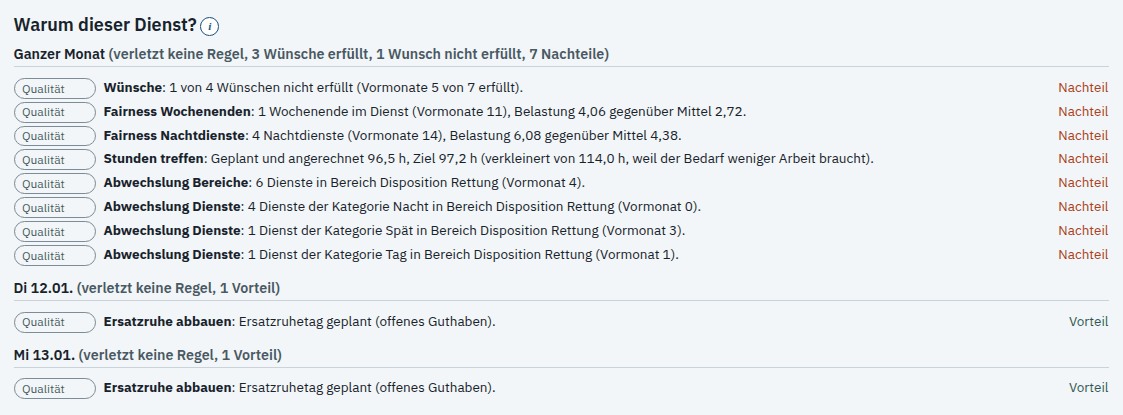 Warum dieser Dienst? i
Ganzer Monat (verletzt keine Regel, 3 Wünsche erfüllt, 1 Wunsch nicht erfüllt, 7 Nachteile)
Qualität Wünsche: 1 von 4 Wünschen nicht erfüllt (Vormonate 5 von 7 erfüllt). Nachteil
Qualität Fairness Wochenenden: 1 Wochenende im Dienst (Vormonate 11), Belastung 4,06 gegenüber Mittel 2,72. Nachteil
Qualität Fairness Nachtdienste: 4 Nachtdienste (Vormonate 14), Belastung 6,08 gegenüber Mittel 4,38. Nachteil
Qualität Stunden treffen: Geplant und angerechnet 96,5 h, Ziel 97,2 h (verkleinert von 114,0 h, weil der Bedarf weniger Arbeit braucht). Nachteil
Qualität Abwechslung Bereiche: 6 Dienste in Bereich Disposition Rettung (Vormonat 4). Nachteil
Qualität Abwechslung Dienste: 4 Dienste der Kategorie Nacht in Bereich Disposition Rettung (Vormonat 0). Nachteil
Qualität Abwechslung Dienste: 1 Dienst der Kategorie Spät in Bereich Disposition Rettung (Vormonat 3). Nachteil
Qualität Abwechslung Dienste: 1 Dienst der Kategorie Tag in Bereich Disposition Rettung (Vormonat 1). Nachteil
Di 12.01. (verletzt keine Regel, 1 Vorteil)
Qualität Ersatzruhe abbauen: Ersatzruhetag geplant (offenes Guthaben). Vorteil
Mi 13.01. (verletzt keine Regel, 1 Vorteil)
Qualität Ersatzruhe abbauen: Ersatzruhetag geplant (offenes Guthaben). Vorteil